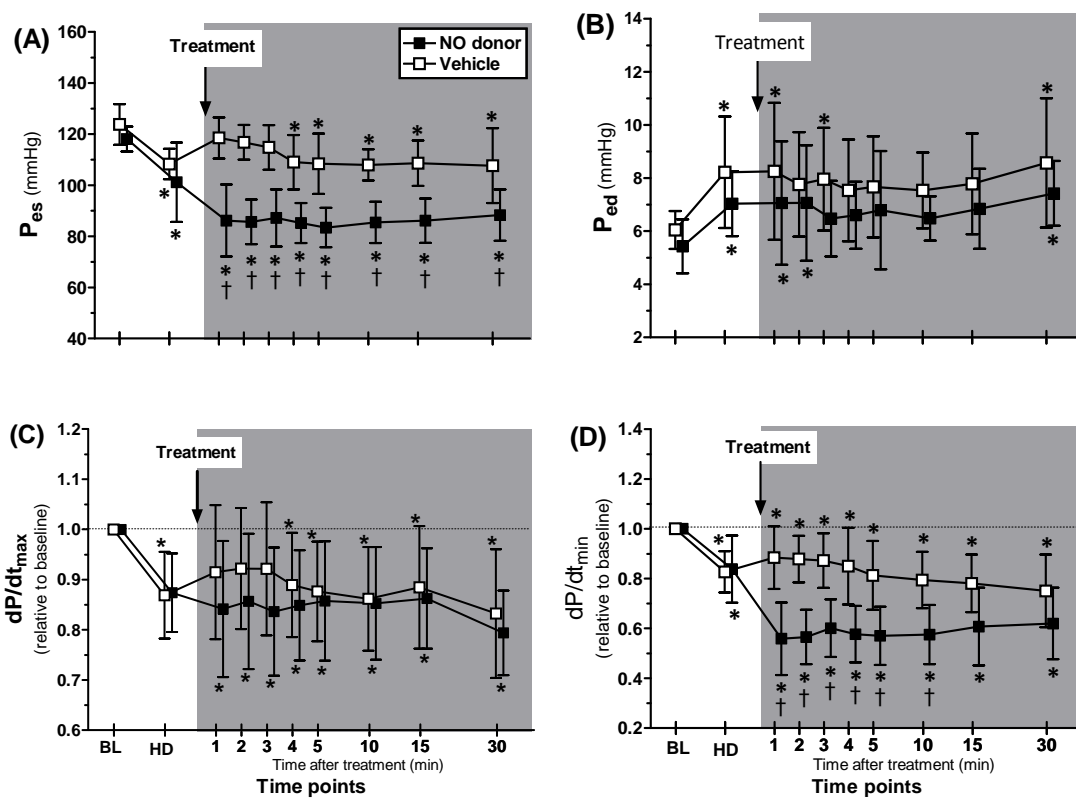 (A)
160
140
120
100
80
60
40
P_es (mmHg)
Treatment
NO donor
Vehicle
* * * * * * *
* * * * * * * * *
† † † † † † † †
(B)
14
12
10
8
6
4
2
P_ed (mmHg)
Treatment
* * *
* * * *
(C)
1.2
1.1
1.0
0.9
0.8
0.7
0.6
dP/dt_max
(relative to baseline)
Treatment
* * * * * *
* * * * * * * *
BL HD 1 2 3 4 5 10 15 30
Time after treatment (min)
Time points
(D)
1.4
1.2
1.0
0.8
0.6
0.4
0.2
dP/dt_min
(relative to baseline)
Treatment
* * * * * * * * *
* * * * * * * * *
† † † † † †
BL HD 1 2 3 4 5 10 15 30
Time after treatment (min)
Time points